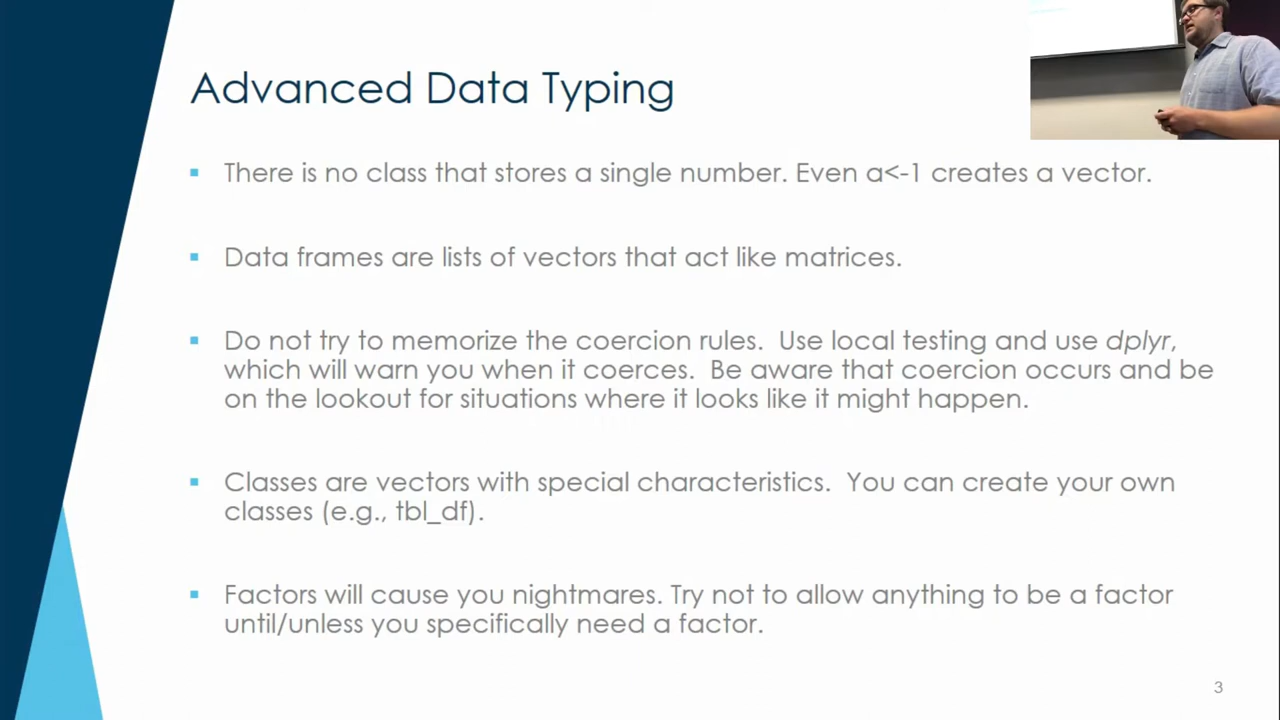 Advanced Data Typing
There is no class that stores a single number. Even a<-1 creates a vector.
Data frames are lists of vectors that act like matrices.
Do not try to memorize the coercion rules.  Use local testing and use dplyr,
which will warn you when it coerces.  Be aware that coercion occurs and be
on the lookout for situations where it looks like it might happen.
Classes are vectors with special characteristics.  You can create your own
classes (e.g., tbl_df).
Factors will cause you nightmares. Try not to allow anything to be a factor
until/unless you specifically need a factor.
3